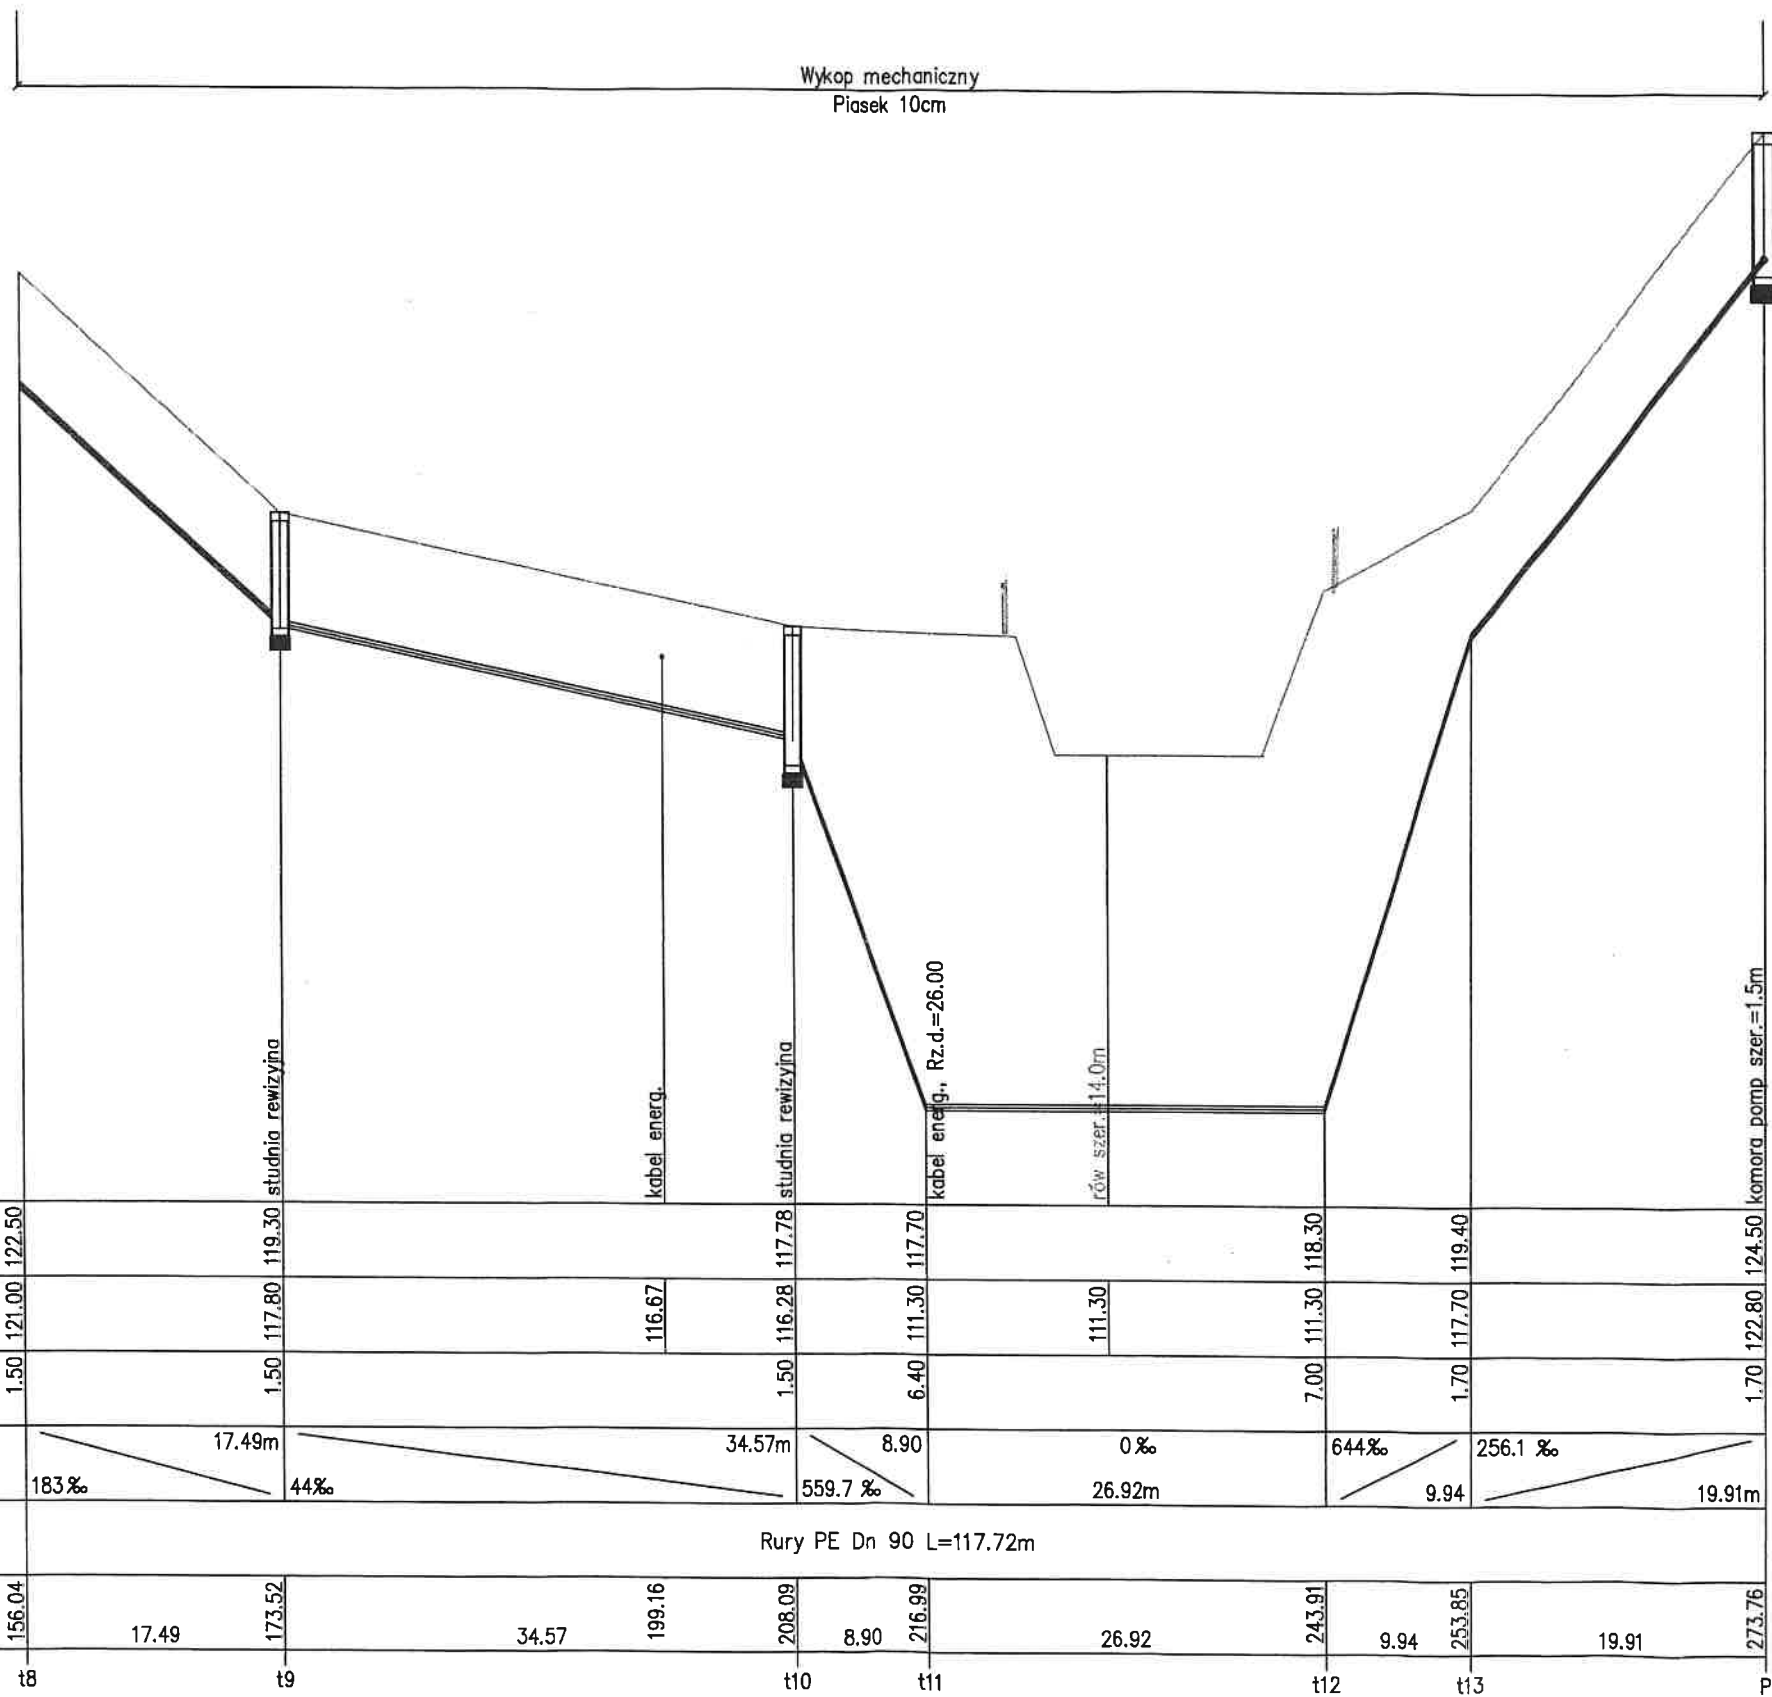 Wykop mechaniczny
Piasek 10cm
studnia rewizyjna
kabel energ.
studnia rewizyjna
kabel energ., Rz.d.=26.00
rów szer.=14.0m
komora pomp szer.=1.5m
122.50 119.30 117.78 117.70 118.30 119.40 124.50
121.00 117.80 116.67 116.28 111.30 111.30 111.30 117.70 122.80
1.50 1.50 1.50 6.40 7.00 1.70 1.70
17.49m 34.57m 8.90 0‰ 644‰ 256.1 ‰
183‰ 44‰ 559.7 ‰ 26.92m 9.94 19.91m
Rury PE Dn 90 L=117.72m
156.04 173.52 199.16 208.09 216.99 243.91 253.85 273.76
17.49 34.57 8.90 26.92 9.94 19.91
t8 t9 t10 t11 t12 t13 P